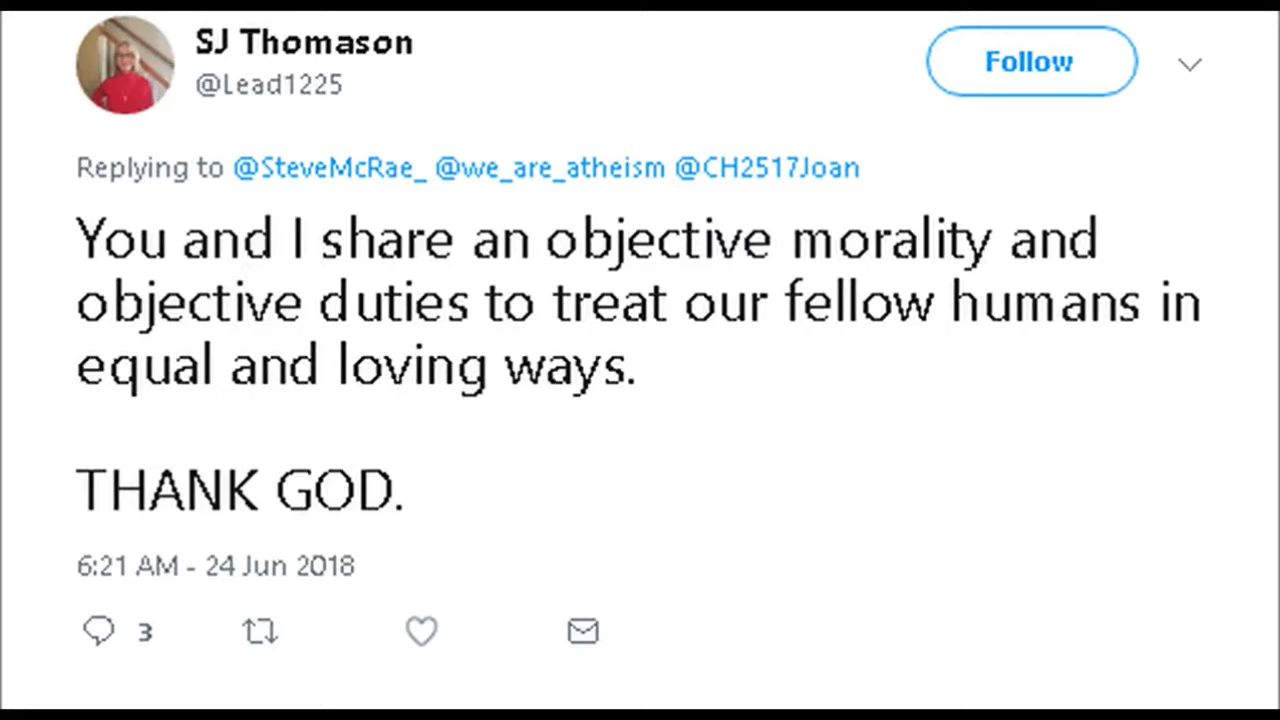 SJ Thomason
@Lead1225
Follow
Replying to @SteveMcRae_ @we_are_atheism @CH2517Joan
You and I share an objective morality and
objective duties to treat our fellow humans in
equal and loving ways.
THANK GOD.
6:21 AM - 24 Jun 2018
3